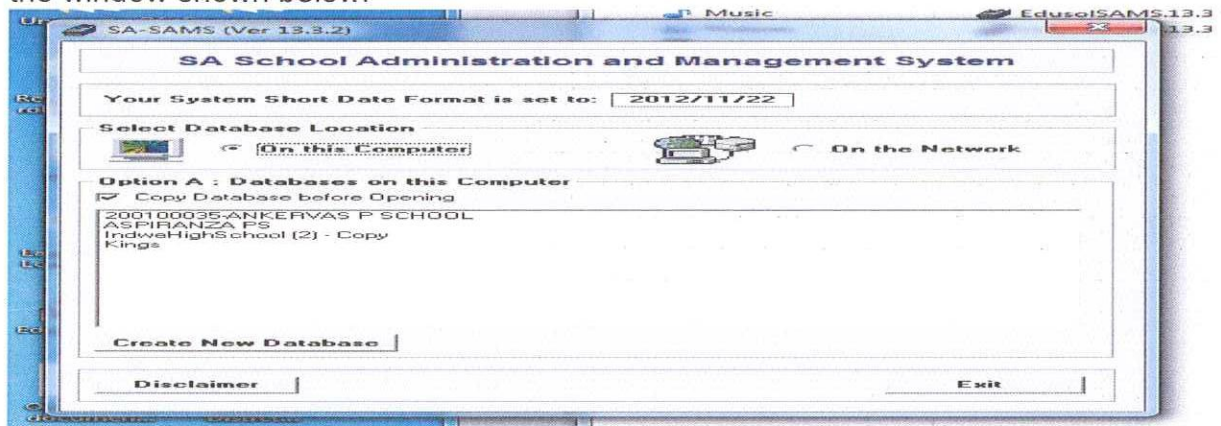 the window shown below:
Music
EdusolSAMS.13.3
.13.3
SA-SAMS (Ver 13.3.2)
SA School Administration and Management System
Your System Short Date Format is set to: 2012/11/22
Select Database Location
On this Computer
On the Network
Option A : Databases on this Computer
Copy Database before Opening
200100035-ANKERVAS P SCHOOL
ASPIRANZA PS
IndweHighSchool (2) - Copy
Kings
Create New Database
Disclaimer
Exit